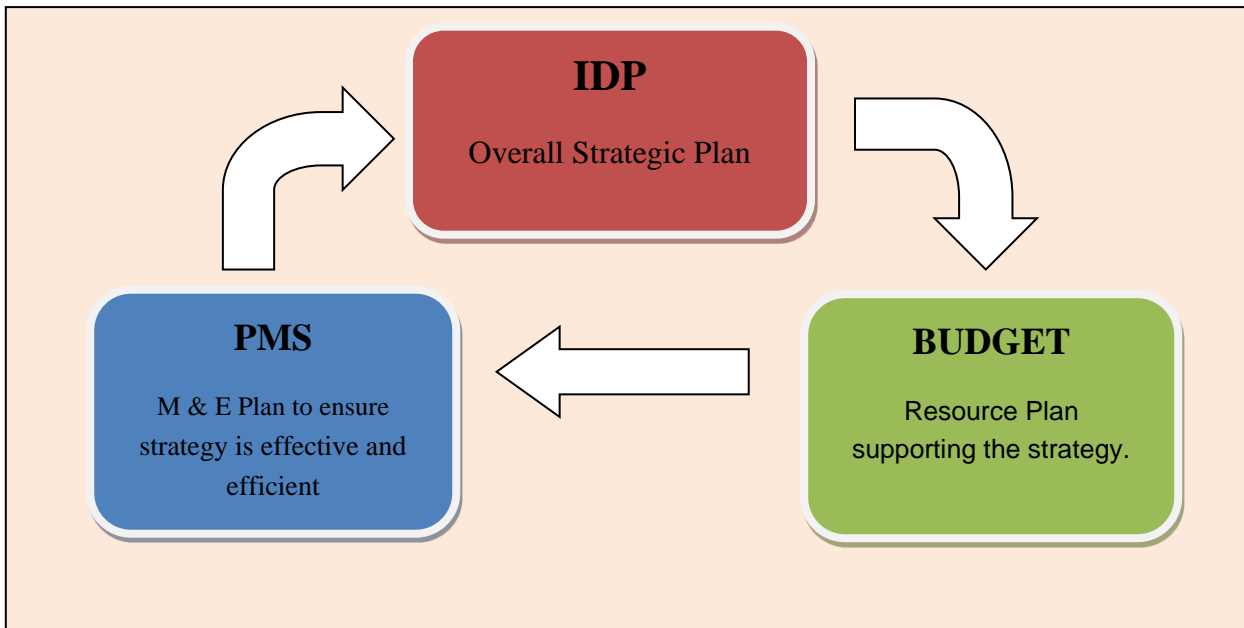 IDP
Overall Strategic Plan
PMS
M & E Plan to ensure
strategy is effective and
efficient
BUDGET
Resource Plan
supporting the strategy.